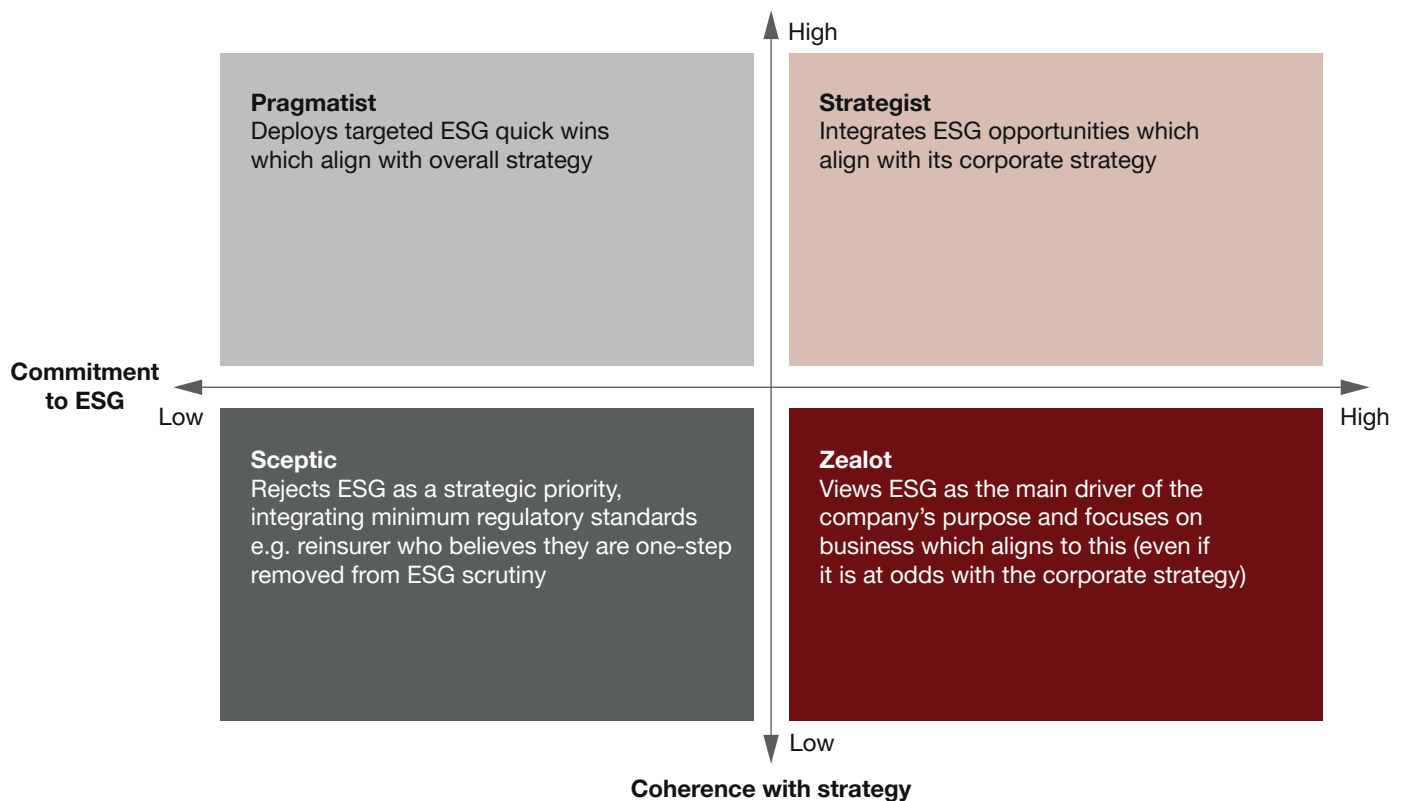 High
Pragmatist
Deploys targeted ESG quick wins
which align with overall strategy
Strategist
Integrates ESG opportunities which
align with its corporate strategy
Commitment
to ESG
Low
High
Sceptic
Rejects ESG as a strategic priority,
integrating minimum regulatory standards
e.g. reinsurer who believes they are one-step
removed from ESG scrutiny
Zealot
Views ESG as the main driver of the
company’s purpose and focuses on
business which aligns to this (even if
it is at odds with the corporate strategy)
Low
Coherence with strategy